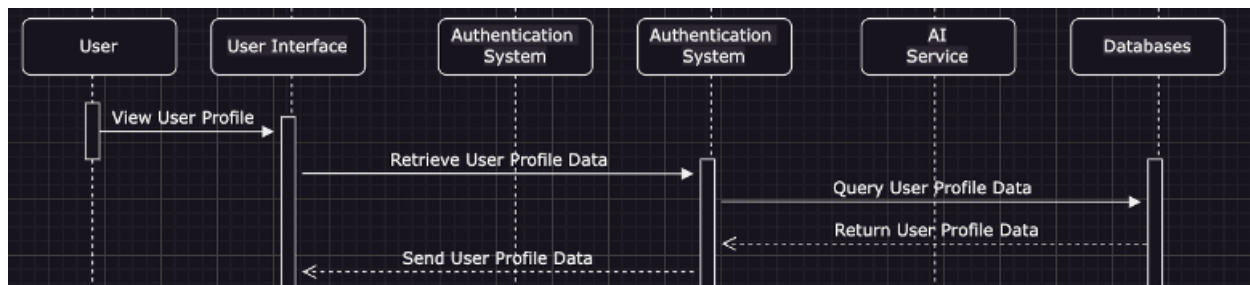 User
User Interface
Authentication
System
Authentication
System
AI
Service
Databases
View User Profile
Retrieve User Profile Data
Query User Profile Data
Return User Profile Data
Send User Profile Data